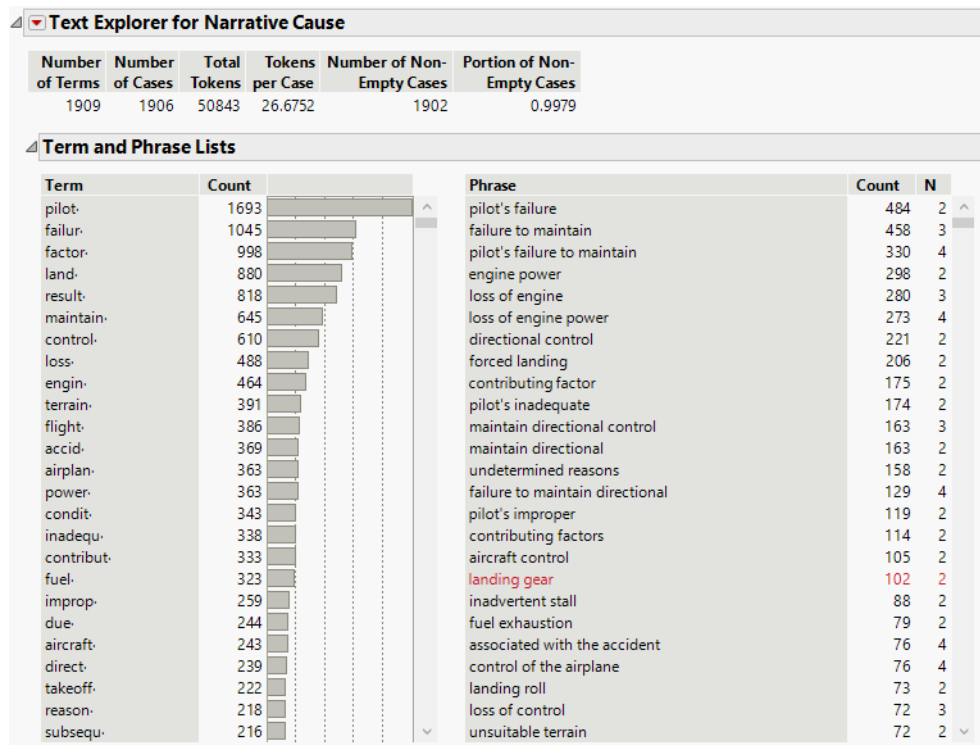 Text Explorer for Narrative Cause
Number of Terms Number of Cases Total Tokens Tokens per Case Number of Non-Empty Cases Portion of Non-Empty Cases
1909 1906 50843 26.6752 1902 0.9979
Term and Phrase Lists
Term Count
pilot· 1693
failur· 1045
factor· 998
land· 880
result· 818
maintain· 645
control· 610
loss· 488
engin· 464
terrain· 391
flight· 386
accid· 369
airplan· 363
power· 363
condit· 343
inadequ· 338
contribut· 333
fuel· 323
improp· 259
due· 244
aircraft· 243
direct· 239
takeoff· 222
reason· 218
subsequ· 216
Phrase Count N
pilot's failure 484 2
failure to maintain 458 3
pilot's failure to maintain 330 4
engine power 298 2
loss of engine 280 3
loss of engine power 273 4
directional control 221 2
forced landing 206 2
contributing factor 175 2
pilot's inadequate 174 2
maintain directional control 163 3
maintain directional 163 2
undetermined reasons 158 2
failure to maintain directional 129 4
pilot's improper 119 2
contributing factors 114 2
aircraft control 105 2
landing gear 102 2
inadvertent stall 88 2
fuel exhaustion 79 2
associated with the accident 76 4
control of the airplane 76 4
landing roll 73 2
loss of control 72 3
unsuitable terrain 72 2